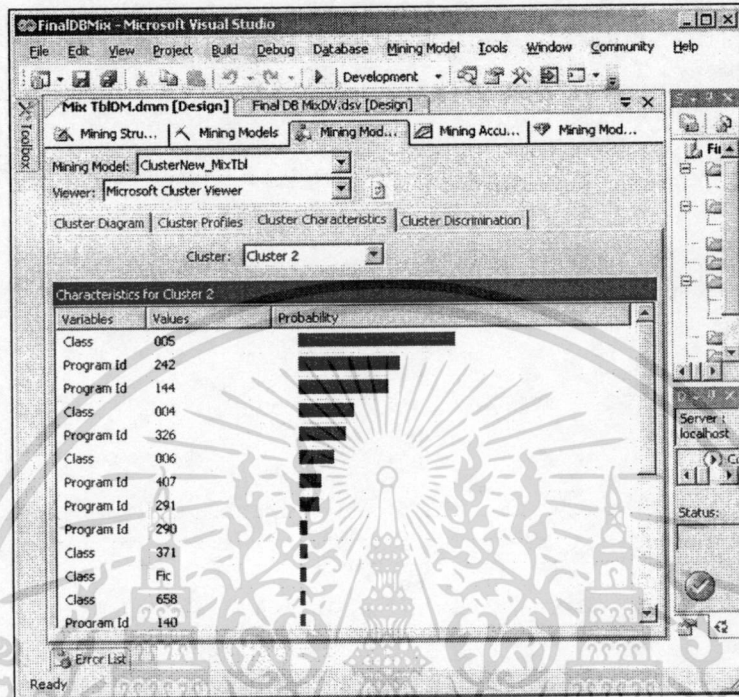 FinalDBMix - Microsoft Visual Studio
File Edit View Project Build Debug Database Mining Model Tools Window Community Help
Development
Toolbox
Mix TblDM.dmm [Design] Final DB MixDV.dsv [Design]
Mining Stru... Mining Models Mining Mod... Mining Accu... Mining Mod...
Mining Model: ClusterNew_MixTbl
Viewer: Microsoft Cluster Viewer
Cluster Diagram Cluster Profiles Cluster Characteristics Cluster Discrimination
Cluster: Cluster 2
Characteristics for Cluster 2
Variables Values Probability
Class 005
Program Id 242
Program Id 144
Class 004
Program Id 326
Class 006
Program Id 407
Program Id 291
Program Id 290
Class 371
Class Fic
Class 658
Program Id 140
Server :
localhost
Status:
Error List
Ready